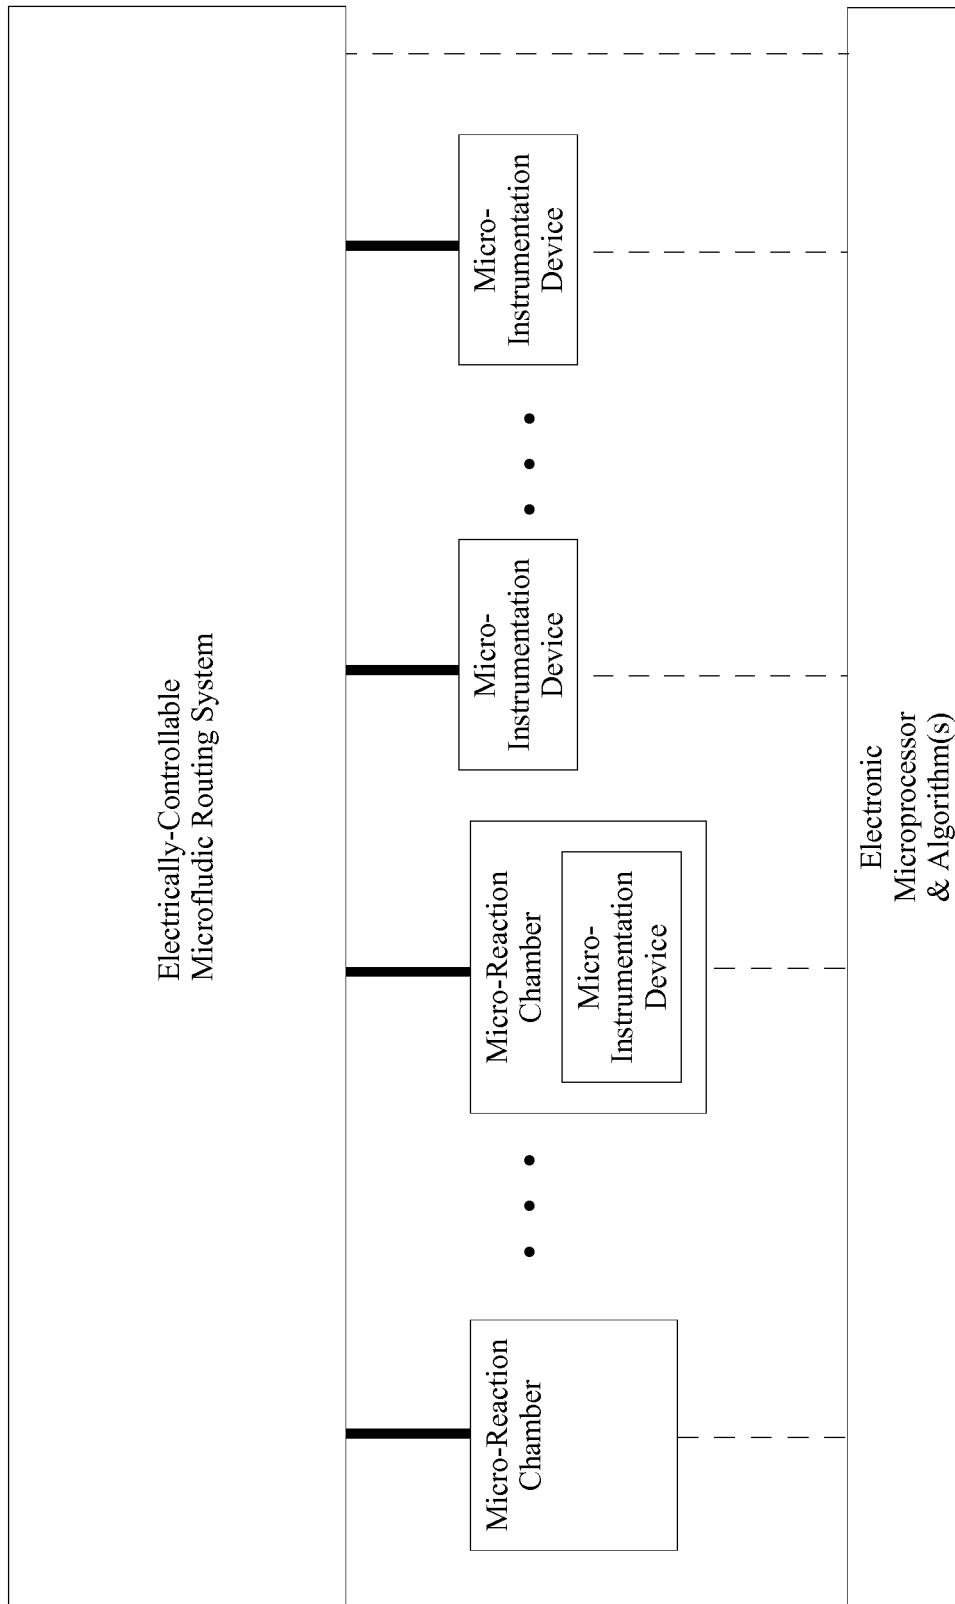 Electrically-Controllable
Microfludic Routing System
Micro-Reaction
Chamber
Micro-Reaction
Chamber
Micro-
Instrumentation
Device
Micro-
Instrumentation
Device
Micro-
Instrumentation
Device
Electronic
Microprocessor
& Algorithm(s)